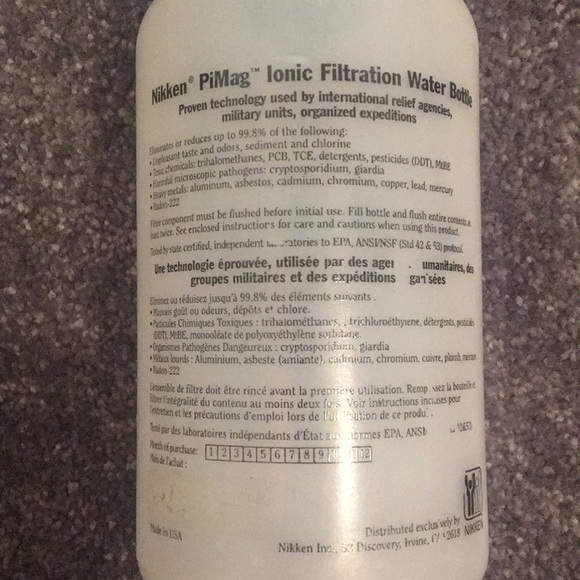 Nikken® PiMag™ Ionic Filtration Water Bottle
Proven technology used by international relief agencies,
military units, organized expeditions
Eliminates or reduces up to 99.8% of the following:
• Unpleasant taste and odors, sediment and chlorine
• Toxic chemicals: trihalomethanes, PCB, TCE, detergents, pesticides (DDT), MtBE
• Harmful microscopic pathogens: cryptosporidium, giardia
• Heavy metals: aluminum, asbestos, cadmium, chromium, copper, lead, mercury
• Radon-222
Filter component must be flushed before initial use. Fill bottle and flush entire contents at
least twice. See enclosed instructions for care and cautions when using this product.
Tested by state certified, independent to EPA, ANSI/NSF (Std 42 & 53) protocol.
Une technologie éprouvée, utilisée par des umanitaires, des
groupes militaires et des expéditions
Eliminez ou réduisez jusqu'à 99.8% des éléments suivants.
• Mauvais goût ou odeurs, dépôts et chlore.
• Particules Chimiques Toxiques : trihalométhanes, , trichloroéthyrene, détergents, pesticides
(DDT), MtBE, monooléate de polyoxyéthylène sorbitane.
• Organismes Pathogènes Dangeureux : cryptosporidium, giardia
• Métaux lourds : Aluminium, asbeste (amiante), cadmium, chromium, cuivre, plomb, mercure
• Radon-222
L'ensemble de filtre doit être rincé avant la première utilisation. la bouteille et
filtrer l'intégralité du contenu au moins deux fois. Voir instructions incluses pour
l'entretien et les précautions d'emploi lors de l'utilisation de ce produit.
Testé par des laboratoires indépendants d'État aux normes EPA, ANSI
Month of purchase: 1 2 3 4 5 6 7 8 9 10 11 12
Mois de l'achat:
Made in USA
Distributed exclusively by
Nikken Inc., Discovery, Irvine,
NIKKEN